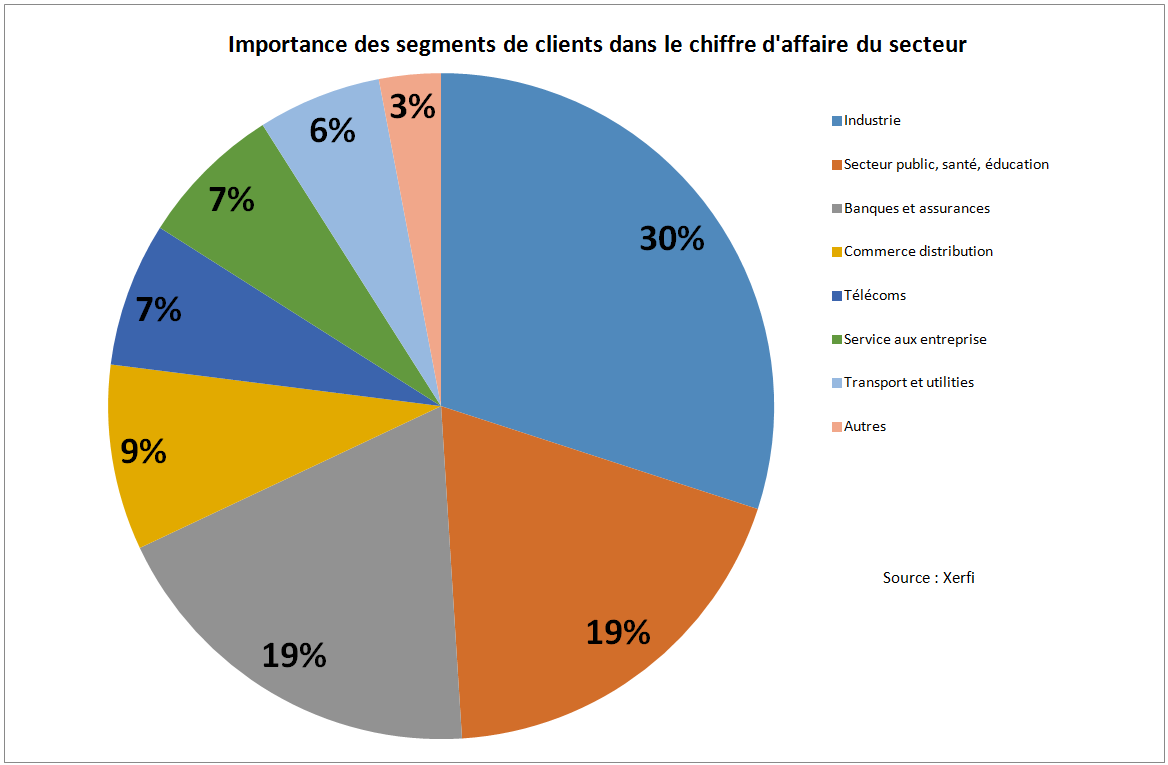 Importance des segments de clients dans le chiffre d'affaire du secteur
3%
6%
7%
7%
9%
19%
19%
30%
Industrie
Secteur public, santé, éducation
Banques et assurances
Commerce distribution
Télécoms
Service aux entreprise
Transport et utilities
Autres
Source : Xerfi